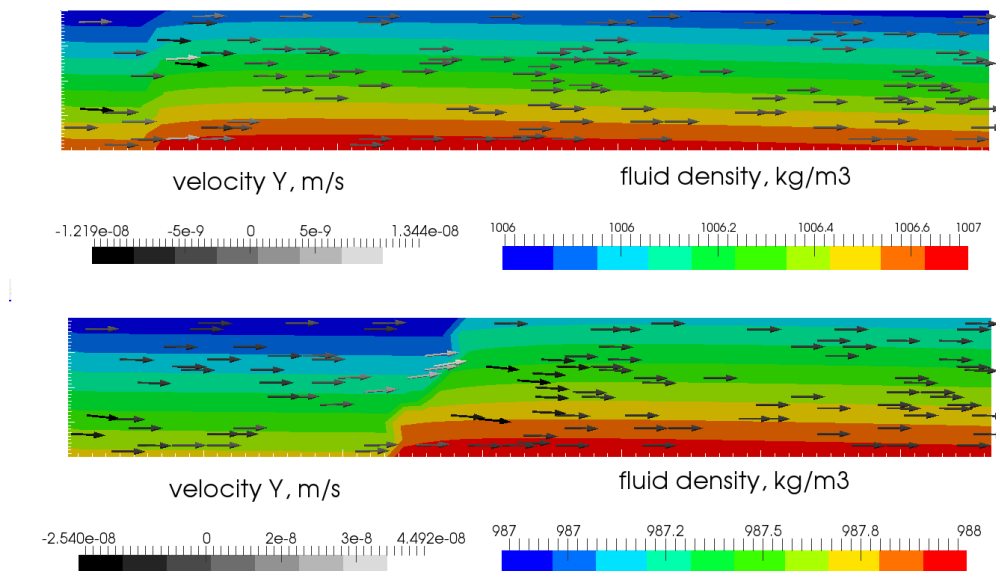 velocity Y, m/s fluid density, kg/m3
-1.219e-08 -5e-9 0 5e-9 1.344e-08 1006 1006 1006.2 1006.4 1006.6 1007
velocity Y, m/s fluid density, kg/m3
-2.540e-08 0 2e-8 3e-8 4.492e-08 987 987 987.2 987.5 987.8 988